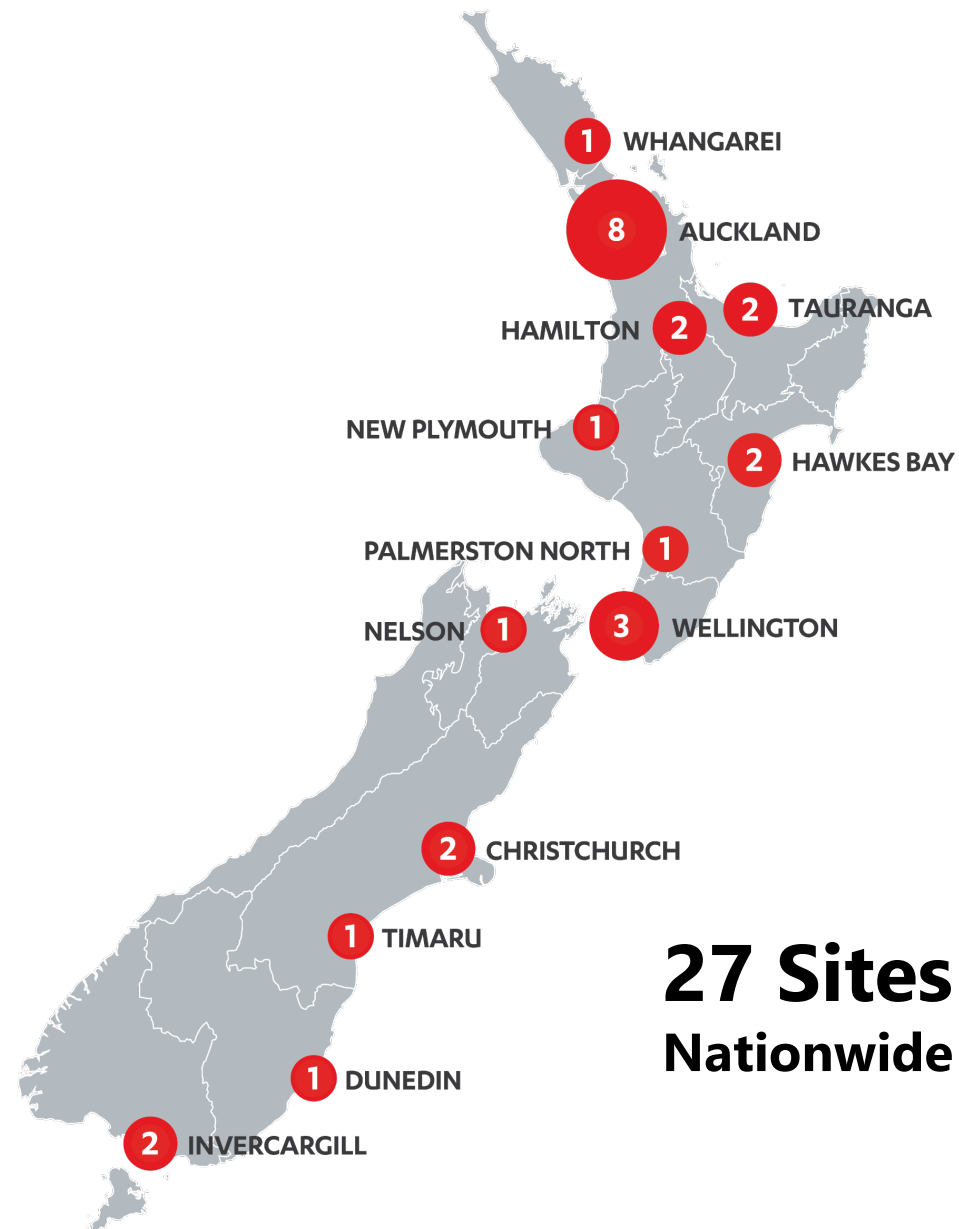 1 WHANGAREI
8 AUCKLAND
2 TAURANGA
HAMILTON 2
NEW PLYMOUTH 1
2 HAWKES BAY
PALMERSTON NORTH 1
NELSON 1
3 WELLINGTON
2 CHRISTCHURCH
1 TIMARU
27 Sites
Nationwide
1 DUNEDIN
2 INVERCARGILL